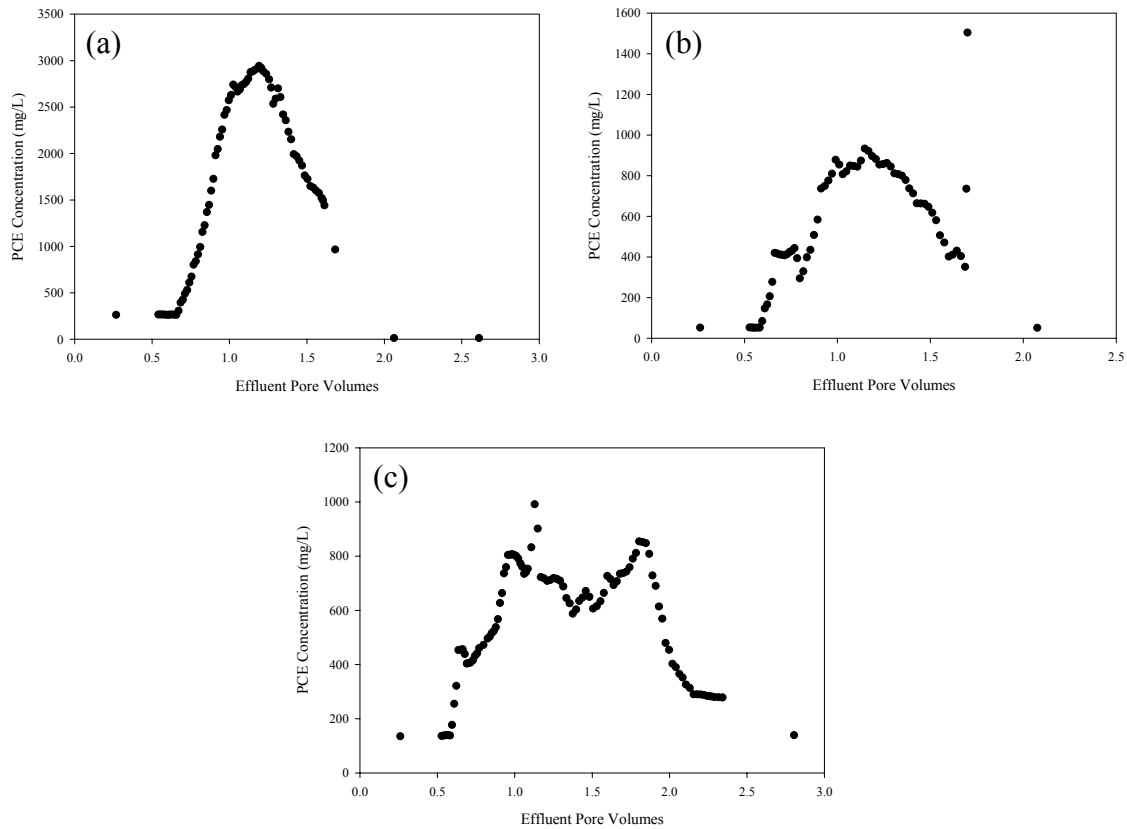 (a)
PCE Concentration (mg/L)
3500
3000
2500
2000
1500
1000
500
0
0.0 0.5 1.0 1.5 2.0 2.5 3.0
Effluent Pore Volumes
(b)
PCE Concentration (mg/L)
1600
1400
1200
1000
800
600
400
200
0
0.0 0.5 1.0 1.5 2.0 2.5
Effluent Pore Volumes
(c)
PCE Concentration (mg/L)
1200
1000
800
600
400
200
0
0.0 0.5 1.0 1.5 2.0 2.5 3.0
Effluent Pore Volumes